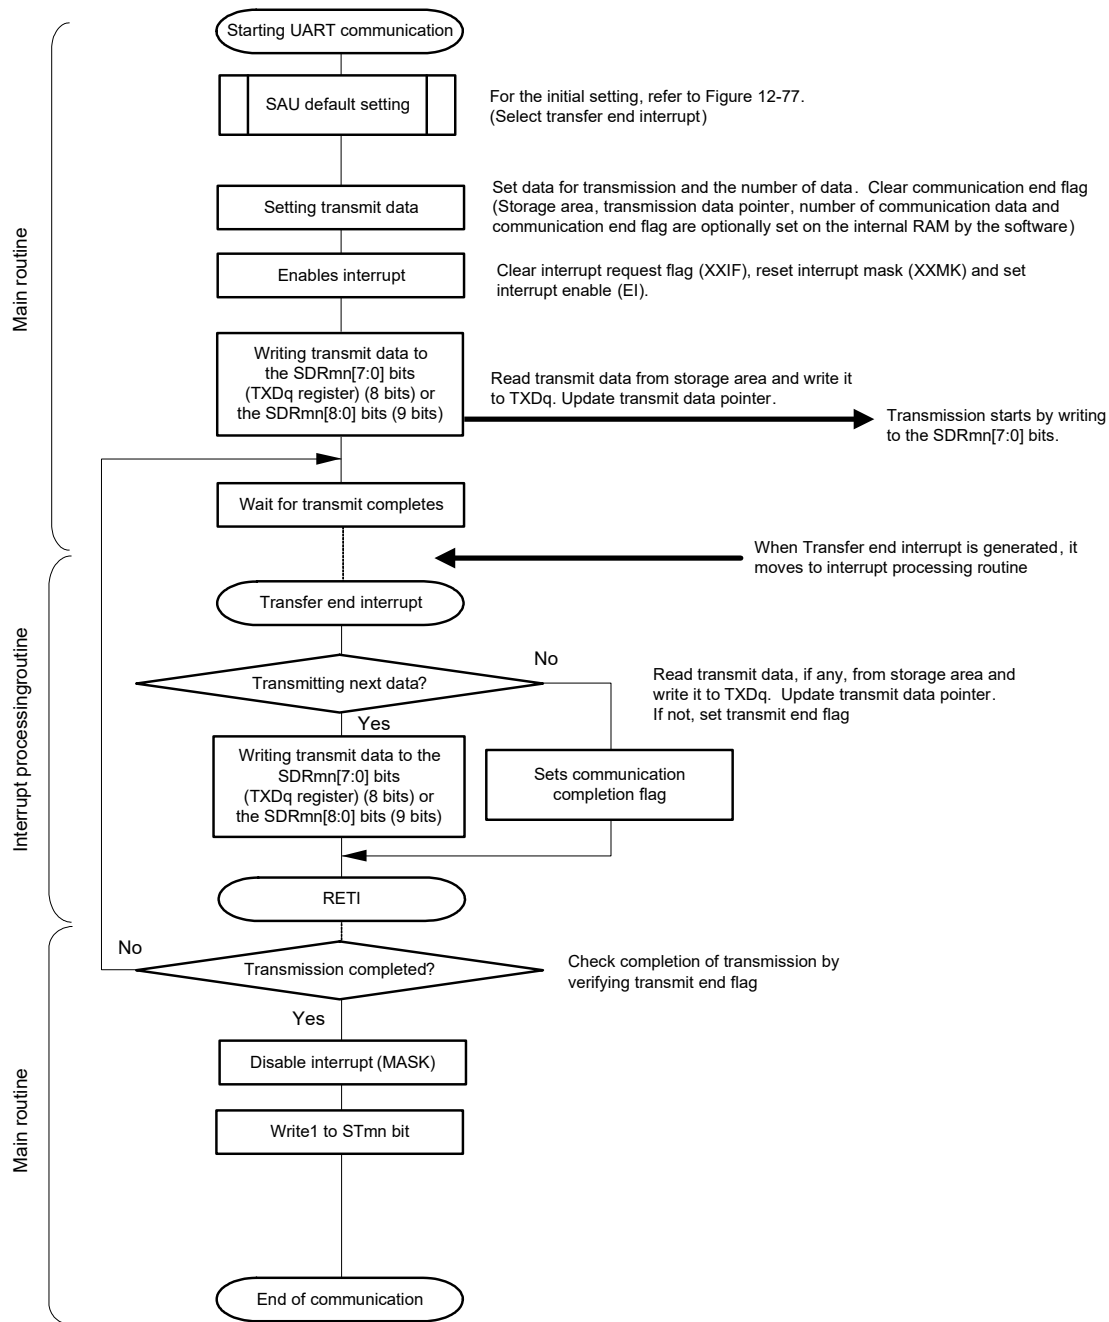 Starting UART communication
SAU default setting
For the initial setting, refer to Figure 12-77.
(Select transfer end interrupt)
Setting transmit data
Set data for transmission and the number of data. Clear communication end flag
(Storage area, transmission data pointer, number of communication data and
communication end flag are optionally set on the internal RAM by the software)
Enables interrupt
Clear interrupt request flag (XXIF), reset interrupt mask (XXMK) and set
interrupt enable (EI).
Main routine
Writing transmit data to
the SDRmn[7:0] bits
(TXDq register) (8 bits) or
the SDRmn[8:0] bits (9 bits)
Read transmit data from storage area and write it
to TXDq. Update transmit data pointer.
Transmission starts by writing
to the SDRmn[7:0] bits.
Wait for transmit completes
When Transfer end interrupt is generated, it
moves to interrupt processing routine
Transfer end interrupt
Interrupt processingroutine
Transmitting next data?
No
Yes
Read transmit data, if any, from storage area and
write it to TXDq. Update transmit data pointer.
If not, set transmit end flag
Writing transmit data to the
SDRmn[7:0] bits
(TXDq register) (8 bits) or
the SDRmn[8:0] bits (9 bits)
Sets communication
completion flag
RETI
No
Transmission completed?
Check completion of transmission by
verifying transmit end flag
Yes
Main routine
Disable interrupt (MASK)
Write1 to STmn bit
End of communication